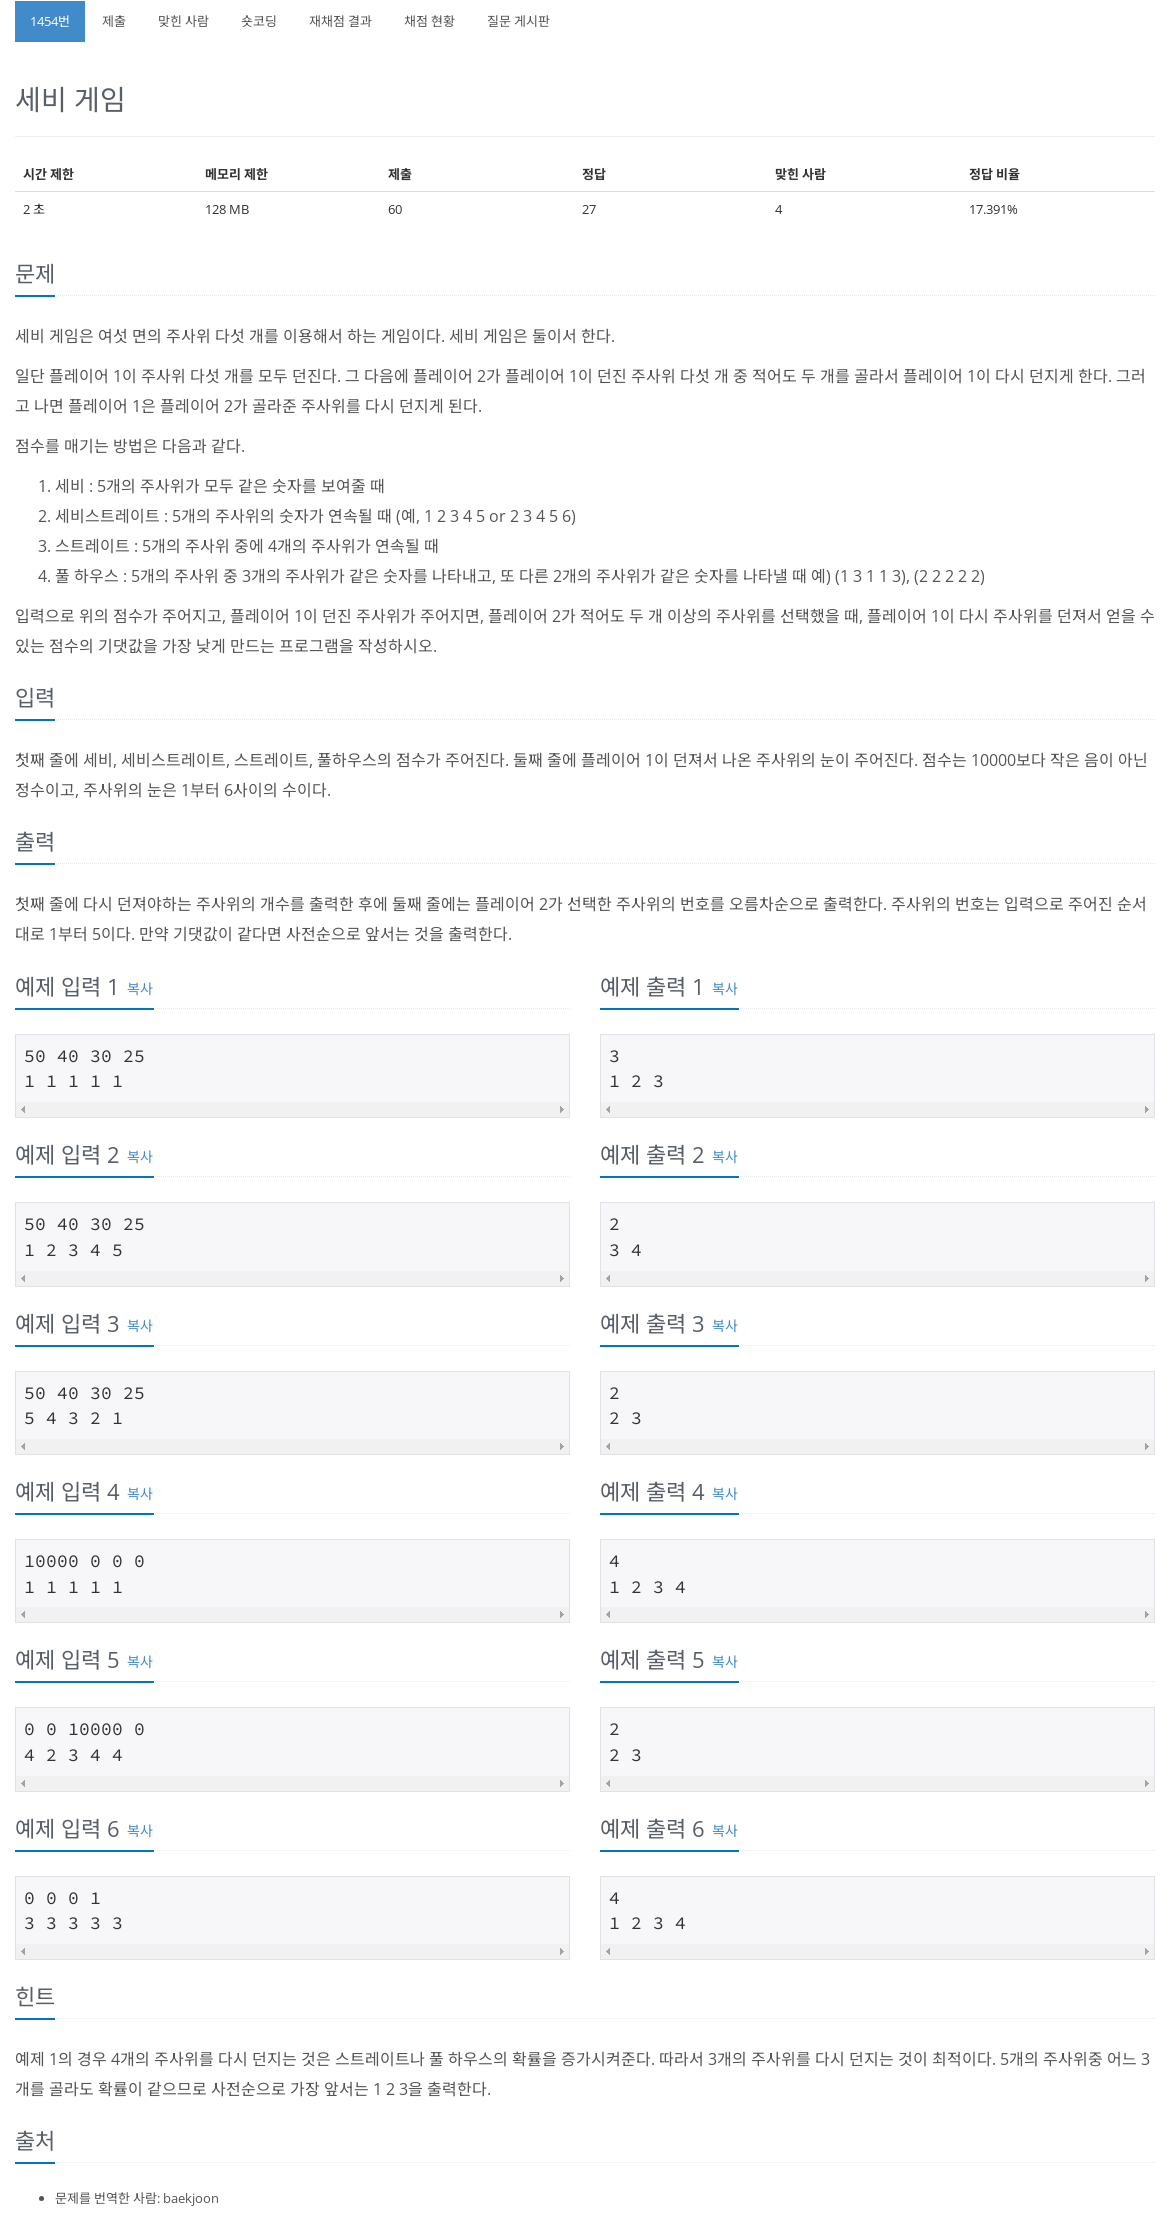 1454번 제출 맞힌 사람 숏코딩 재채점 결과 채점 현황 질문 게시판
세비 게임
시간 제한 메모리 제한 제출 정답 맞힌 사람 정답 비율
2 초 128 MB 60 27 4 17.391%
문제
세비 게임은 여섯 면의 주사위 다섯 개를 이용해서 하는 게임이다. 세비 게임은 둘이서 한다.
일단 플레이어 1이 주사위 다섯 개를 모두 던진다. 그 다음에 플레이어 2가 플레이어 1이 던진 주사위 다섯 개 중 적어도 두 개를 골라서 플레이어 1이 다시 던지게 한다. 그러
고 나면 플레이어 1은 플레이어 2가 골라준 주사위를 다시 던지게 된다.
점수를 매기는 방법은 다음과 같다.
1. 세비 : 5개의 주사위가 모두 같은 숫자를 보여줄 때
2. 세비스트레이트 : 5개의 주사위의 숫자가 연속될 때 (예, 1 2 3 4 5 or 2 3 4 5 6)
3. 스트레이트 : 5개의 주사위 중에 4개의 주사위가 연속될 때
4. 풀 하우스 : 5개의 주사위 중 3개의 주사위가 같은 숫자를 나타내고, 또 다른 2개의 주사위가 같은 숫자를 나타낼 때 예) (1 3 1 1 3), (2 2 2 2 2)
입력으로 위의 점수가 주어지고, 플레이어 1이 던진 주사위가 주어지면, 플레이어 2가 적어도 두 개 이상의 주사위를 선택했을 때, 플레이어 1이 다시 주사위를 던져서 얻을 수
있는 점수의 기댓값을 가장 낮게 만드는 프로그램을 작성하시오.
입력
첫째 줄에 세비, 세비스트레이트, 스트레이트, 풀하우스의 점수가 주어진다. 둘째 줄에 플레이어 1이 던져서 나온 주사위의 눈이 주어진다. 점수는 10000보다 작은 음이 아닌
정수이고, 주사위의 눈은 1부터 6사이의 수이다.
출력
첫째 줄에 다시 던져야하는 주사위의 개수를 출력한 후에 둘째 줄에는 플레이어 2가 선택한 주사위의 번호를 오름차순으로 출력한다. 주사위의 번호는 입력으로 주어진 순서
대로 1부터 5이다. 만약 기댓값이 같다면 사전순으로 앞서는 것을 출력한다.
예제 입력 1 복사
50 40 30 25
1 1 1 1 1
예제 출력 1 복사
3
1 2 3
예제 입력 2 복사
50 40 30 25
1 2 3 4 5
예제 출력 2 복사
2
3 4
예제 입력 3 복사
50 40 30 25
5 4 3 2 1
예제 출력 3 복사
2
2 3
예제 입력 4 복사
10000 0 0 0
1 1 1 1 1
예제 출력 4 복사
4
1 2 3 4
예제 입력 5 복사
0 0 10000 0
4 2 3 4 4
예제 출력 5 복사
2
2 3
예제 입력 6 복사
0 0 0 1
3 3 3 3 3
예제 출력 6 복사
4
1 2 3 4
힌트
예제 1의 경우 4개의 주사위를 다시 던지는 것은 스트레이트나 풀 하우스의 확률을 증가시켜준다. 따라서 3개의 주사위를 다시 던지는 것이 최적이다. 5개의 주사위중 어느 3
개를 골라도 확률이 같으므로 사전순으로 가장 앞서는 1 2 3을 출력한다.
출처
문제를 번역한 사람: baekjoon